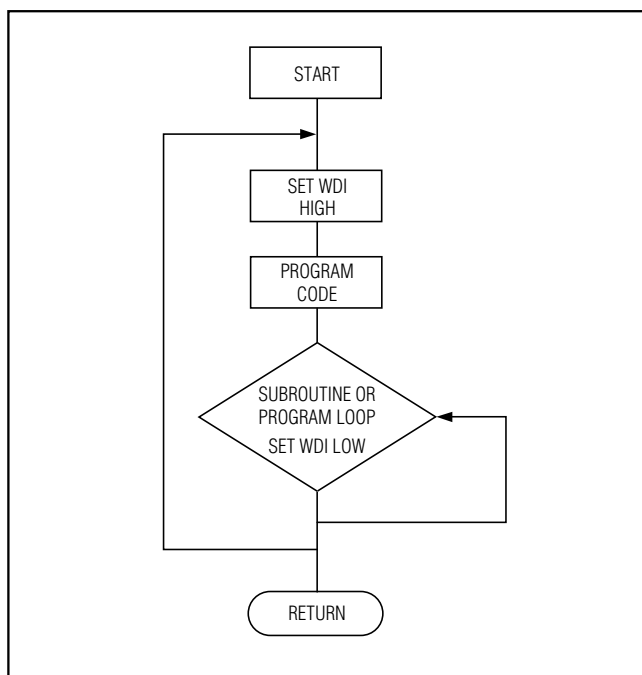 START
SET WDI
HIGH
PROGRAM
CODE
SUBROUTINE OR
PROGRAM LOOP
SET WDI LOW
RETURN